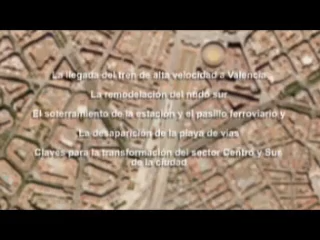 La llegada del tren de alta velocidad a Valencia
La remodelación del nudo sur
El soterramiento de la estación y el pasillo ferroviario y
La desaparición de la playa de vías
Claves para la transformación del sector Centro y Sur
de la ciudad